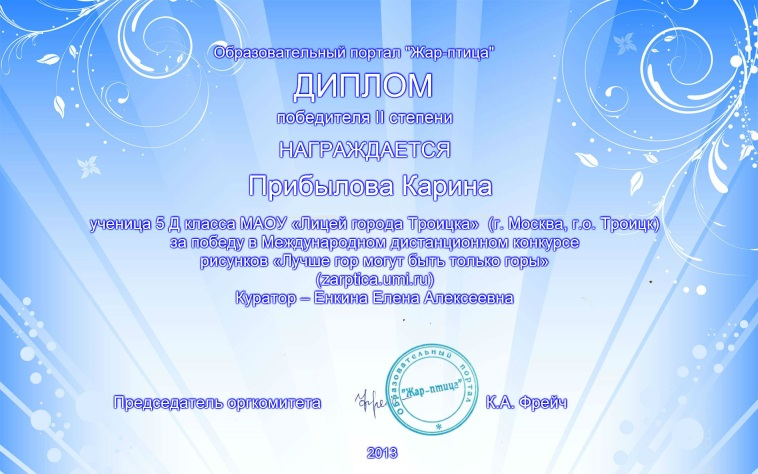 Образовательный портал "Жар-птица"
ДИПЛОМ
победителя II степени
НАГРАЖДАЕТСЯ
Прибылова Карина
ученица 5 Д класса МАОУ «Лицей города Троицка» (г. Москва, г.о. Троицк)
за победу в Международном дистанционном конкурсе
рисунков «Лучше гор могут быть только горы»
(zarptica.umi.ru)
Куратор – Енкина Елена Алексеевна
Образовательный портал
"Жар-птица"
Председатель оргкомитета К.А. Фрейч
2013